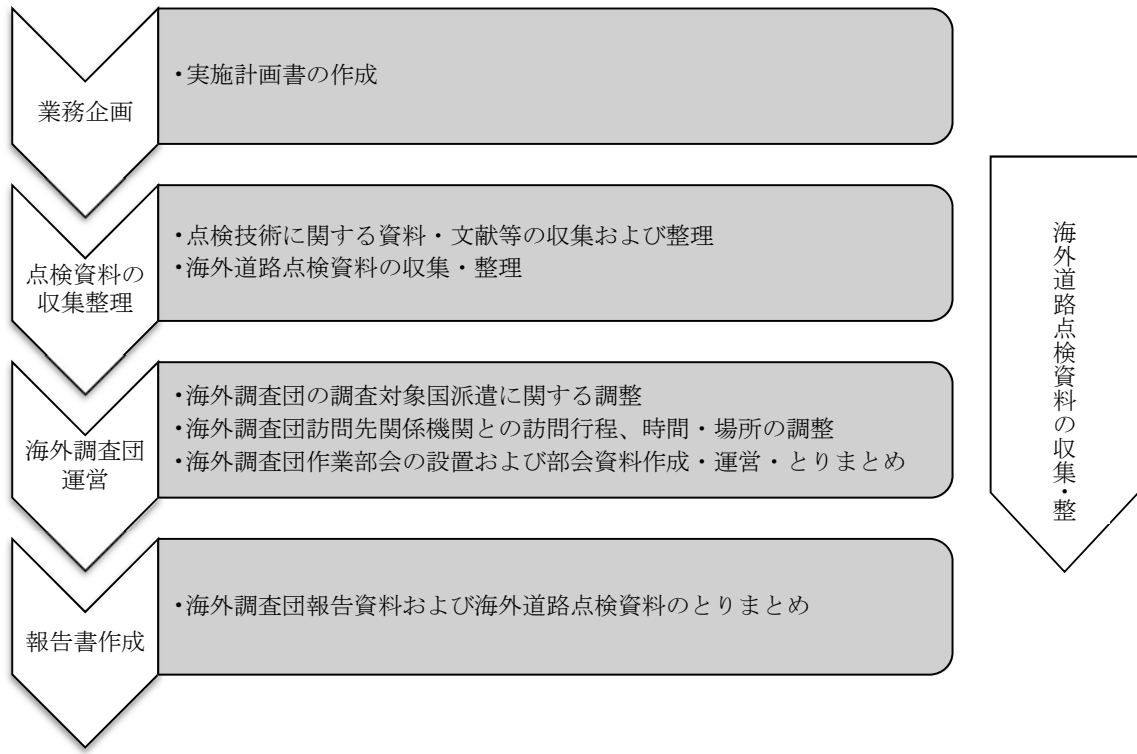 業務企画
・実施計画書の作成
点検資料の
収集整理
・点検技術に関する資料・文献等の収集および整理
・海外道路点検資料の収集・整理
海外調査団
運営
・海外調査団の調査対象国派遣に関する調整
・海外調査団訪問先関係機関との訪問行程、時間・場所の調整
・海外調査団作業部会の設置および部会資料作成・運営・とりまとめ
報告書作成
・海外調査団報告資料および海外道路点検資料のとりまとめ
海外道路点検資料の収集・整